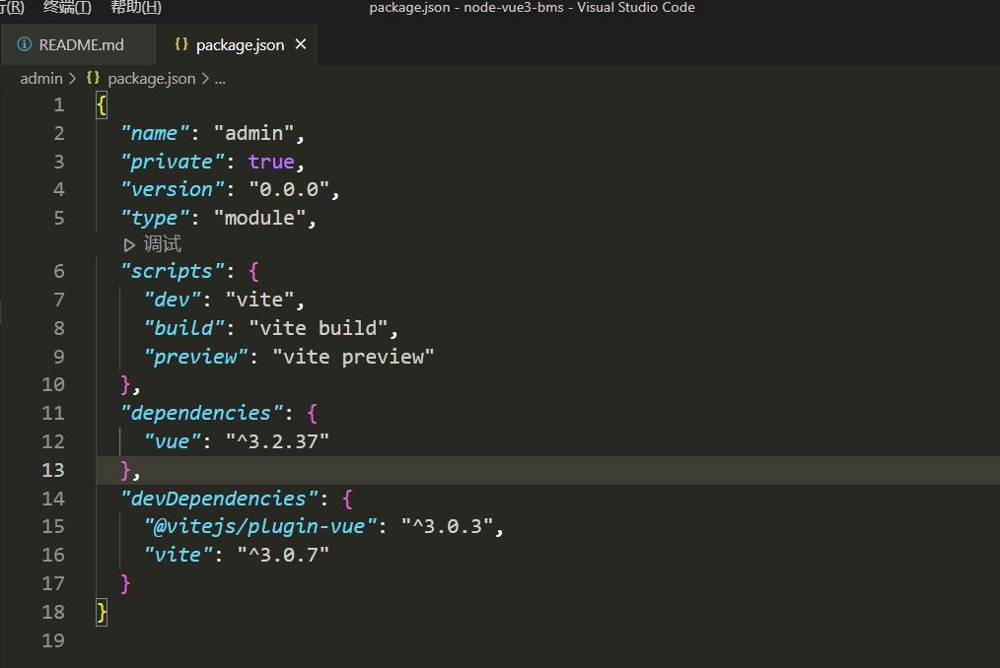 行(R) 终端(T) 帮助(H) package.json - node-vue3-bms - Visual Studio Code
README.md {} package.json ×
admin > {} package.json > ...
1 {
2 "name": "admin",
3 "private": true,
4 "version": "0.0.0",
5 "type": "module",
调试
6 "scripts": {
7 "dev": "vite",
8 "build": "vite build",
9 "preview": "vite preview"
10 },
11 "dependencies": {
12 "vue": "^3.2.37"
13 },
14 "devDependencies": {
15 "@vitejs/plugin-vue": "^3.0.3",
16 "vite": "^3.0.7"
17 }
18 }
19